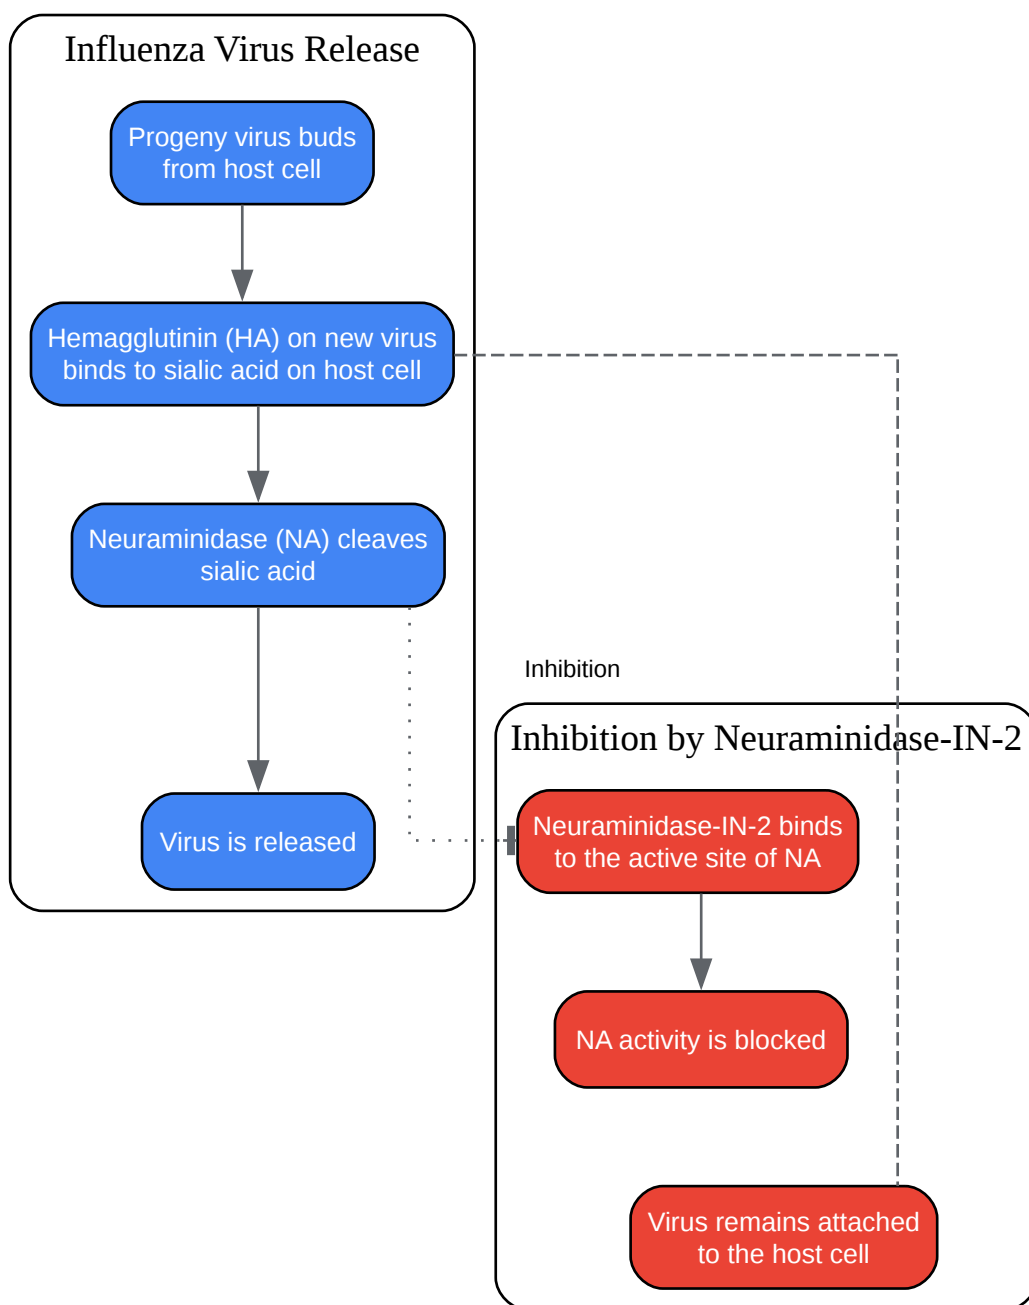 Influenza Virus Release
Progeny virus buds
from host cell
Hemagglutinin (HA) on new virus
binds to sialic acid on host cell
Neuraminidase (NA) cleaves
sialic acid
Virus is released
Inhibition
Inhibition by Neuraminidase-IN-2
Neuraminidase-IN-2 binds
to the active site of NA
NA activity is blocked
Virus remains attached
to the host cell